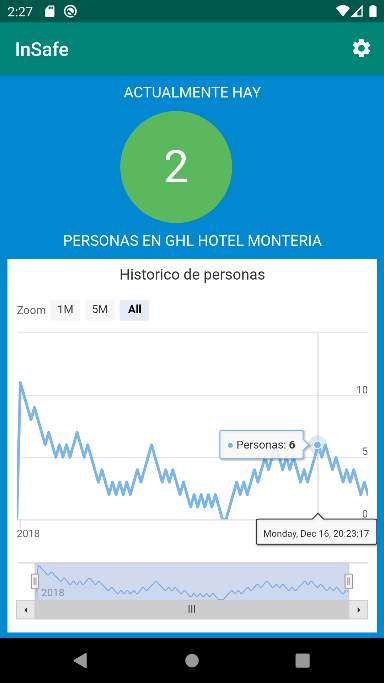 2:27
InSafe
ACTUALMENTE HAY
2
PERSONAS EN GHL HOTEL MONTERIA
Historico de personas
Zoom 1M 5M All
10
Personas: 6
5
0
2018
Monday, Dec 16, 20:23:17
2018